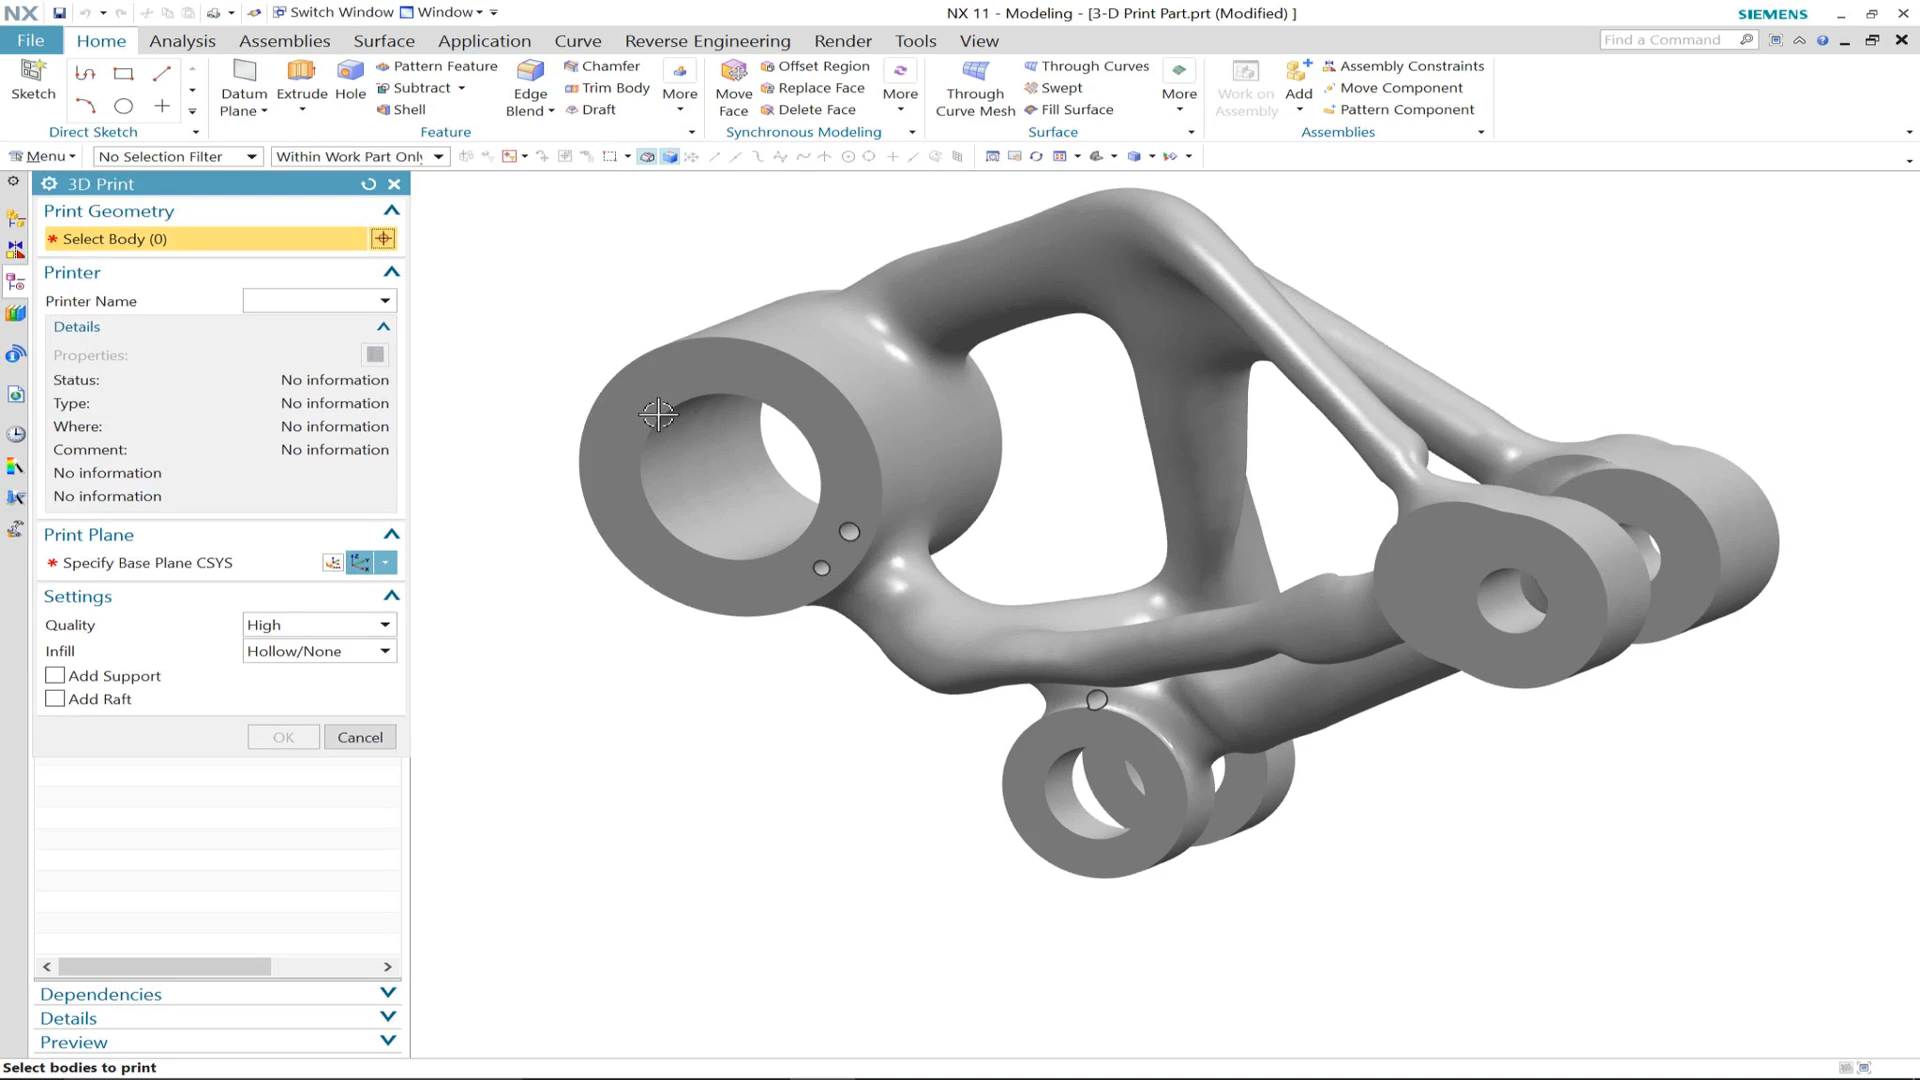 NX Switch Window Window NX 11 - Modeling - [3-D Print Part.prt (Modified) ] SIEMENS
File Home Analysis Assemblies Surface Application Curve Reverse Engineering Render Tools View Find a Command
Sketch
Direct Sketch
Datum Plane
Extrude
Hole
Pattern Feature
Subtract
Shell
Edge Blend
Chamfer
Trim Body
Draft
More
Feature
Move Face
Offset Region
Replace Face
Delete Face
More
Synchronous Modeling
Through Curve Mesh
Through Curves
Swept
Fill Surface
More
Surface
Work on Assembly
Add
Assembly Constraints
Move Component
Pattern Component
Assemblies
Menu No Selection Filter Within Work Part Only
3D Print
Print Geometry
* Select Body (0)
Printer
Printer Name
Details
Properties:
Status: No information
Type: No information
Where: No information
Comment: No information
No information
No information
Print Plane
* Specify Base Plane CSYS
Settings
Quality High
Infill Hollow/None
Add Support
Add Raft
OK Cancel
Dependencies
Details
Preview
Select bodies to print